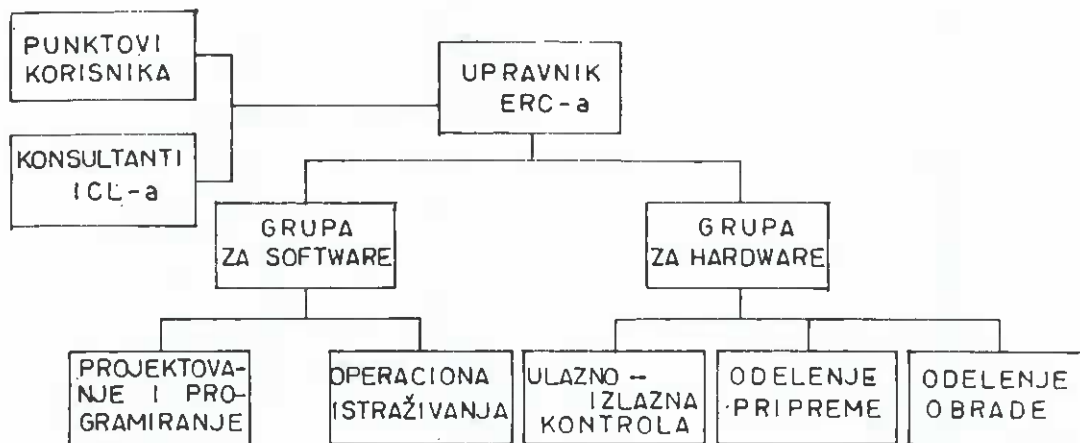 PUNKTOVI
KORISNIKA
UPRAVNIK
ERC-a
KONSULTANTI
ICL-a
GRUPA
ZA SOFTWARE
GRUPA
ZA HARDWARE
PROJEKTOVA-
NJE I PRO-
GRAMIRANJE
OPERACIONA
ISTRAŽIVANJA
ULAZNO -
IZLAZNA
KONTROLA
ODELENJE
PRIPREME
ODELENJE
OBRADE